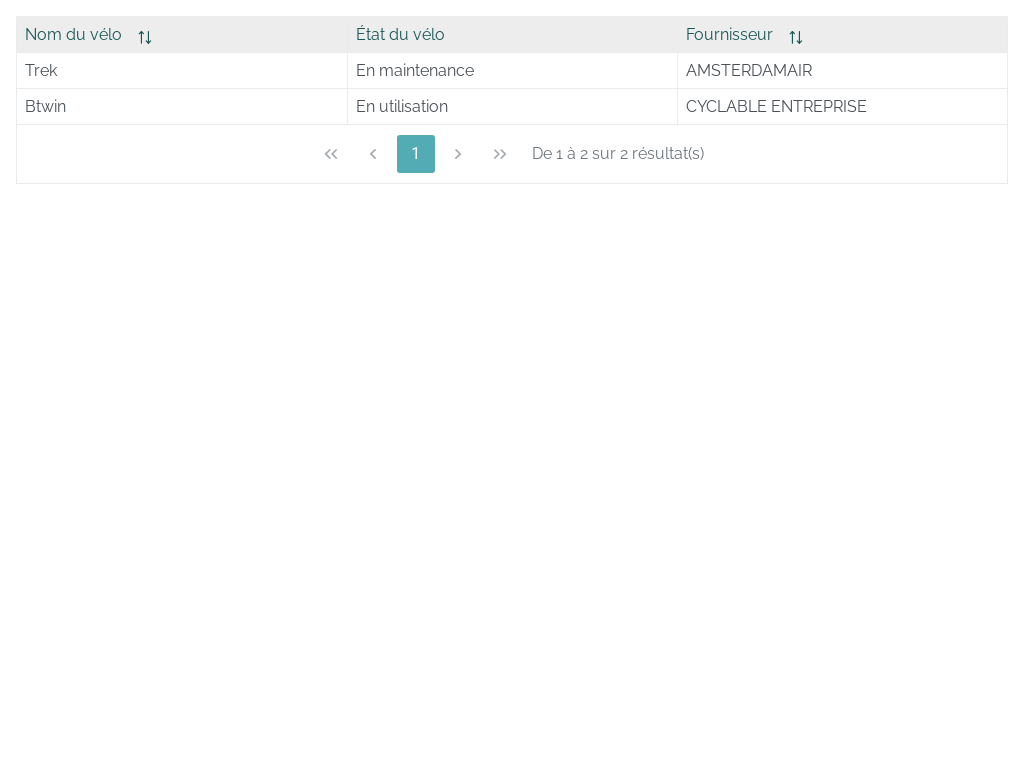 Nom du vélo État du vélo Fournisseur
Trek En maintenance AMSTERDAMAIR
Btwin En utilisation CYCLABLE ENTREPRISE
1 De 1 à 2 sur 2 résultat(s)